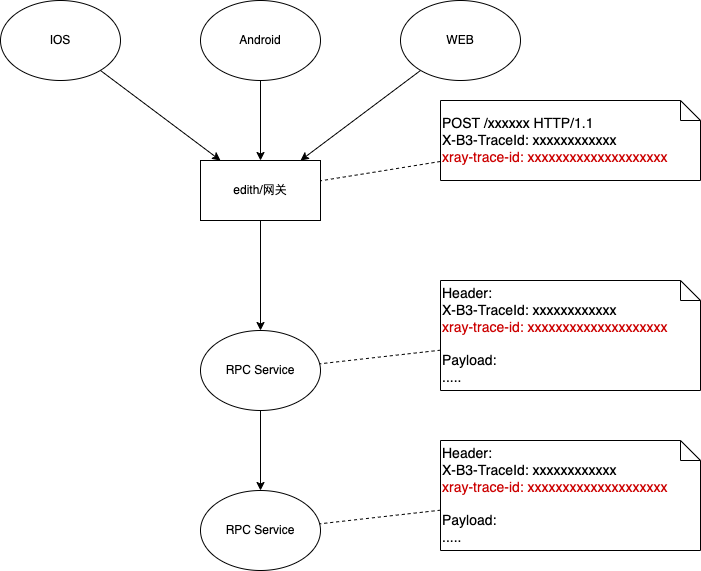 IOS
Android
WEB
POST /xxxxxx HTTP/1.1
X-B3-TraceId: xxxxxxxxxxxx
xray-trace-id: xxxxxxxxxxxxxxxxxxxx
edith/网关
Header:
X-B3-TraceId: xxxxxxxxxxxx
xray-trace-id: xxxxxxxxxxxxxxxxxxxx
Payload:
.....
RPC Service
Header:
X-B3-TraceId: xxxxxxxxxxxx
xray-trace-id: xxxxxxxxxxxxxxxxxxxx
Payload:
.....
RPC Service